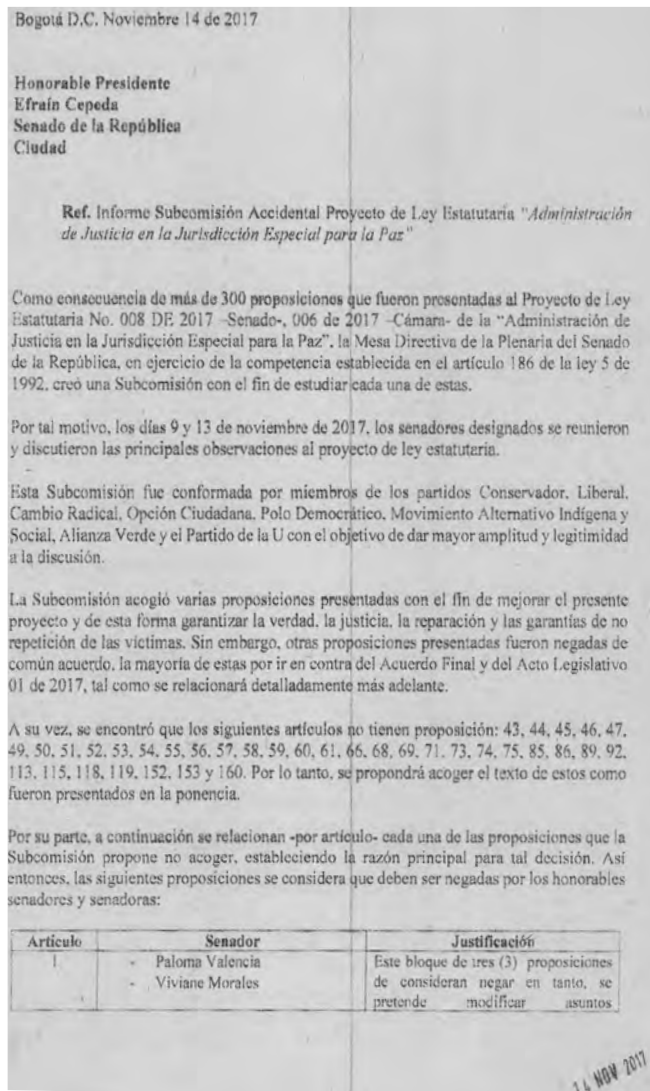 Bogotá D.C. Noviembre 14 de 2017
Honorable Presidente
Efraín Cepeda
Senado de la República
Ciudad
Ref. Informe Subcomisión Accidental Proyecto de Ley Estatutaria "Administración
de Justicia en la Jurisdicción Especial para la Paz"
Como consecuencia de más de 300 proposiciones que fueron presentadas al Proyecto de Ley
Estatutaria No. 008 DE 2017 –Senado-, 006 de 2017 –Cámara- de la “Administración de
Justicia en la Jurisdicción Especial para la Paz”, la Mesa Directiva de la Plenaria del Senado
de la República, en ejercicio de la competencia establecida en el artículo 186 de la ley 5 de
1992, creó una Subcomisión con el fin de estudiar cada una de estas.
Por tal motivo, los días 9 y 13 de noviembre de 2017, los senadores designados se reunieron
y discutieron las principales observaciones al proyecto de ley estatutaria.
Esta Subcomisión fue conformada por miembros de los partidos Conservador, Liberal,
Cambio Radical, Opción Ciudadana, Polo Democrático, Movimiento Alternativo Indígena y
Social, Alianza Verde y el Partido de la U con el objetivo de dar mayor amplitud y legitimidad
a la discusión.
La Subcomisión acogió varias proposiciones presentadas con el fin de mejorar el presente
proyecto y de esta forma garantizar la verdad, la justicia, la reparación y las garantías de no
repetición de las víctimas. Sin embargo, otras proposiciones presentadas fueron negadas de
común acuerdo, la mayoría de estas por ir en contra del Acuerdo Final y del Acto Legislativo
01 de 2017, tal como se relacionará detalladamente más adelante.
A su vez, se encontró que los siguientes artículos no tienen proposición: 43, 44, 45, 46, 47,
49, 50, 51, 52, 53, 54, 55, 56, 57, 58, 59, 60, 61, 66, 68, 69, 71, 73, 74, 75, 85, 86, 89, 92,
113, 115, 118, 119, 152, 153 y 160. Por lo tanto, se propondrá acoger el texto de estos como
fueron presentados en la ponencia.
Por su parte, a continuación se relacionan -por artículo- cada una de las proposiciones que la
Subcomisión propone no acoger, estableciendo la razón principal para tal decisión. Así
entonces, las siguientes proposiciones se considera que deben ser negadas por los honorables
senadores y senadoras:
Artículo Senador Justificación
1 - Paloma Valencia Este bloque de tres (3) proposiciones
- Viviane Morales de consideran negar en tanto, se
pretende modificar asuntos
14 NOV 2017